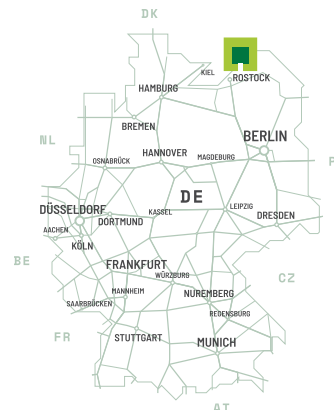 DK
KIEL
ROSTOCK
HAMBURG
BREMEN
BERLIN
NL
HANNOVER
MAGDEBURG
OSNABRÜCK
P
DE
DÜSSELDORF
KASSEL
LEIPZIG
DORTMUND
DRESDEN
AACHEN
KÖLN
BE
FRANKFURT
WÜRZBURG
CZ
MANNHEIM
NUREMBERG
SAARBRÜCKEN
REGENSBURG
FR
STUTTGART
MUNICH
AT